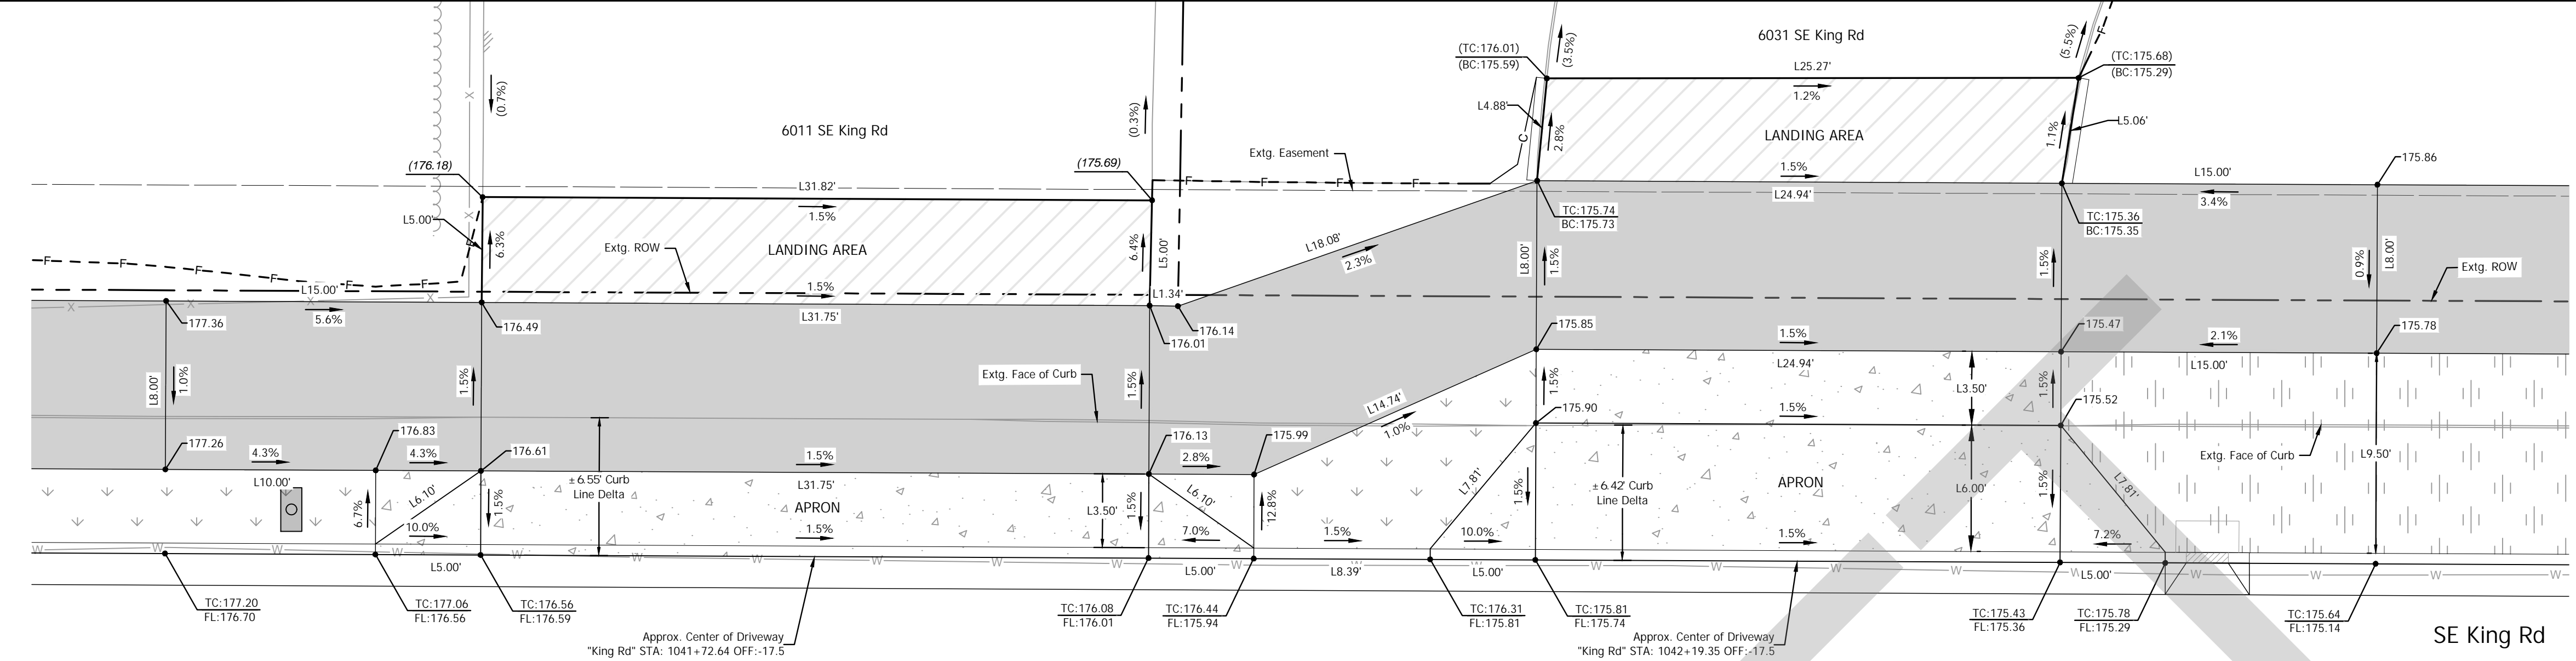 6011 SE King Rd
6031 SE King Rd
(0.7%)
(0.3%)
(3.5%)
(5.5%)
(TC:176.01)
(BC:175.59)
L25.27'
1.2%
(TC:175.68)
(BC:175.29)
L4.88'
2.8%
LANDING AREA
1.1%
L5.06'
1.5%
L24.94'
(176.18)
L31.82'
1.5%
(175.69)
Extg. Easement
L5.00'
6.3%
Extg. ROW
LANDING AREA
6.4%
L5.00'
L18.08'
2.3%
TC:175.74
BC:175.73
TC:175.36
BC:175.35
L15.00'
3.4%
175.86
L15.00'
5.6%
177.36
176.49
1.5%
L31.75'
L1.34'
176.14
176.01
L8.00'
1.5%
1.5%
0.9%
L8.00'
Extg. ROW
L8.00'
1.0%
1.5%
Extg. Face of Curb
1.5%
L14.74'
1.0%
175.85
1.5%
L24.94'
175.47
2.1%
L15.00'
175.78
1.5%
L3.50'
1.5%
175.90
1.5%
175.52
177.26
4.3%
L10.00'
176.83
4.3%
176.61
1.5%
L31.75'
176.13
2.8%
175.99
±6.55' Curb
Line Delta
APRON
1.5%
6.7%
L6.10'
10.0%
1.5%
L3.50'
1.5%
L6.10'
7.0%
12.8%
1.5%
L7.81'
10.0%
1.5%
±6.42' Curb
Line Delta
APRON
1.5%
L6.00'
1.5%
L7.81'
7.2%
Extg. Face of Curb
L9.50'
L5.00'
L5.00'
L8.39'
L5.00'
L5.00'
TC:177.20
FL:176.70
TC:177.06
FL:176.56
TC:176.56
FL:176.59
Approx. Center of Driveway
"King Rd" STA: 1041+72.64 OFF:-17.5
TC:176.08
FL:176.01
TC:176.44
FL:175.94
TC:176.31
FL:175.81
TC:175.81
FL:175.74
Approx. Center of Driveway
"King Rd" STA: 1042+19.35 OFF:-17.5
TC:175.43
FL:175.36
TC:175.78
FL:175.29
TC:175.64
FL:175.14
SE King Rd